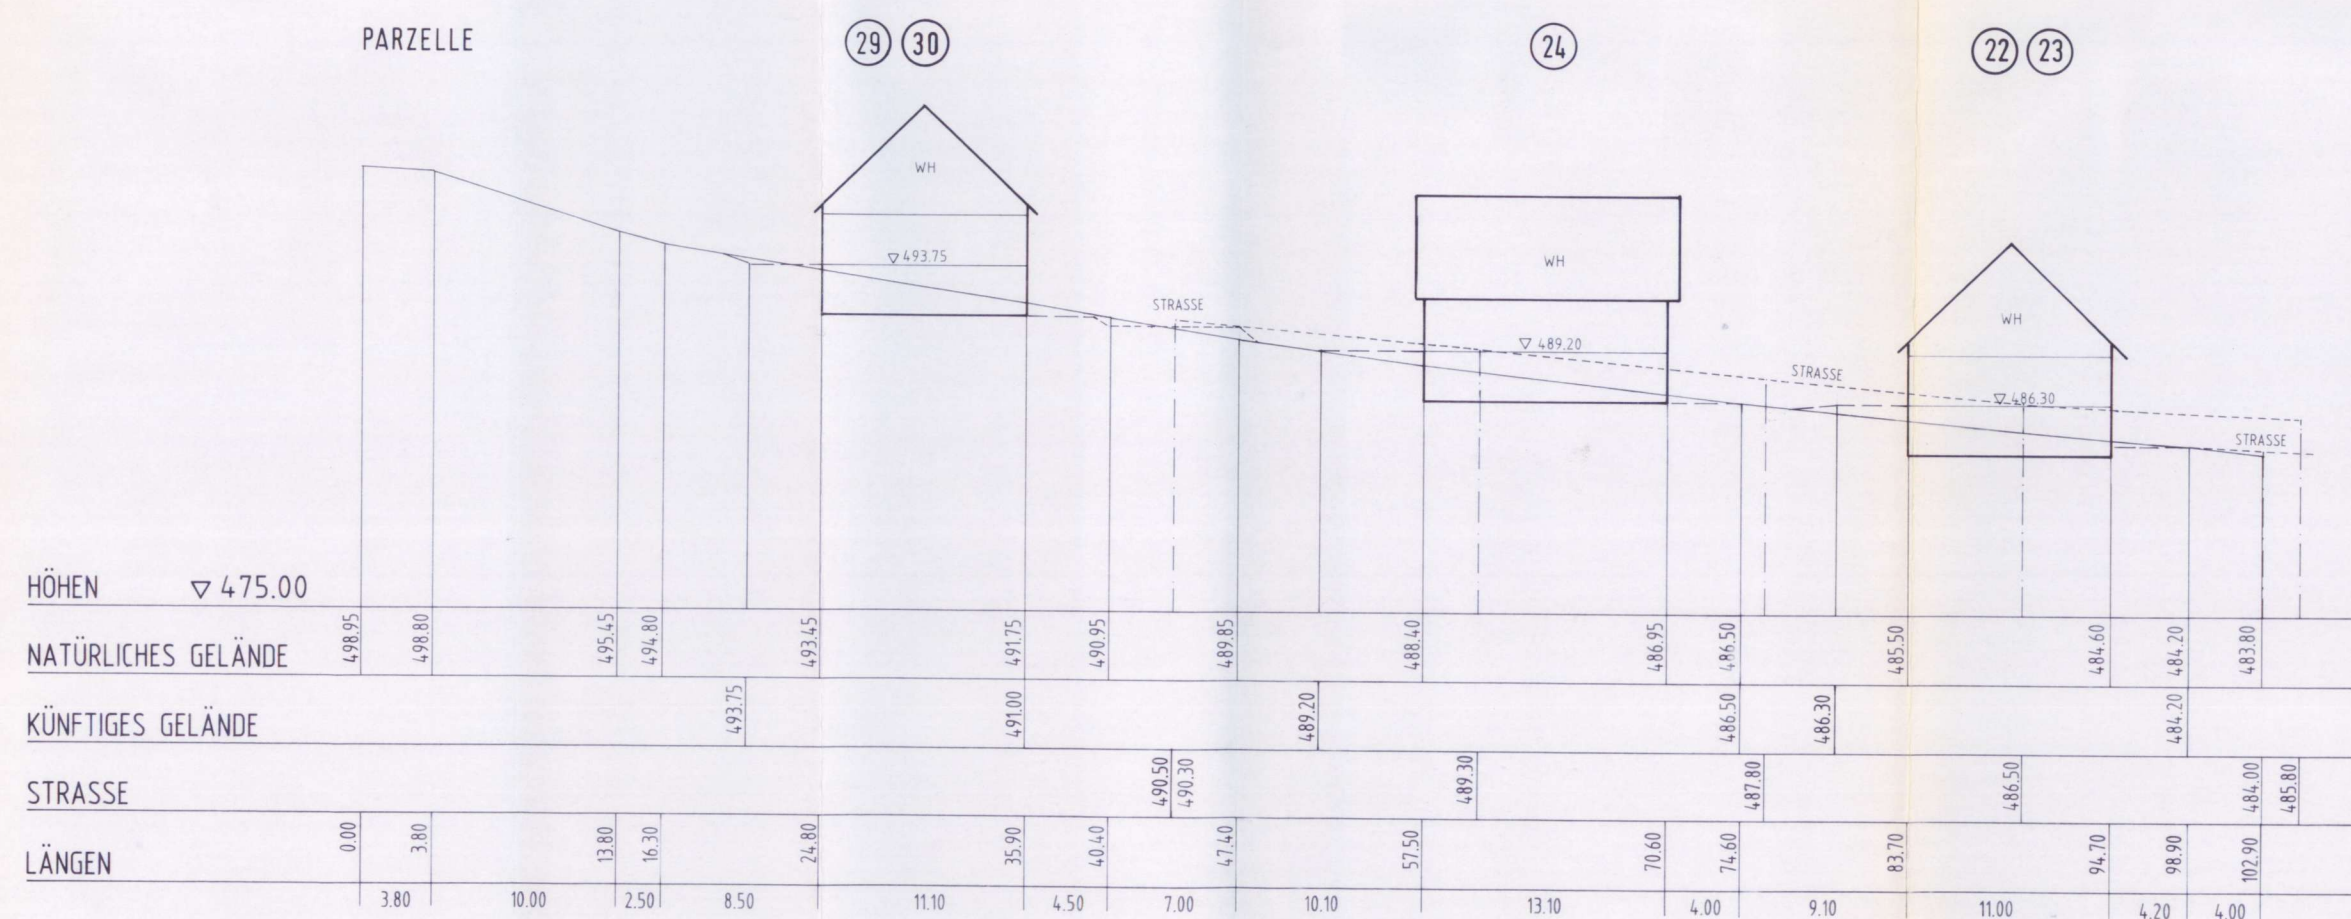 PARZELLE 29 30 24 22 23
WH
WH
▽ 493.75
STRASSE
▽ 489.20
WH
STRASSE
▽ 486.30
STRASSE
HÖHEN ▽ 475.00
NATÜRLICHES GELÄNDE 498.95 498.80 495.45 494.80 493.45 491.75 490.95 489.85 488.40 486.95 486.50 485.50 484.60 484.20 483.80
KÜNFTIGES GELÄNDE 493.75 491.00 489.20 486.50 486.30 484.20
STRASSE 490.50 490.30 489.30 487.80 486.50 484.00 485.80
LÄNGEN 0.00 3.80 13.80 16.30 24.80 35.90 40.40 47.40 57.50 70.60 74.60 83.70 94.70 98.90 102.90
3.80 10.00 2.50 8.50 11.10 4.50 7.00 10.10 13.10 4.00 9.10 11.00 4.20 4.00